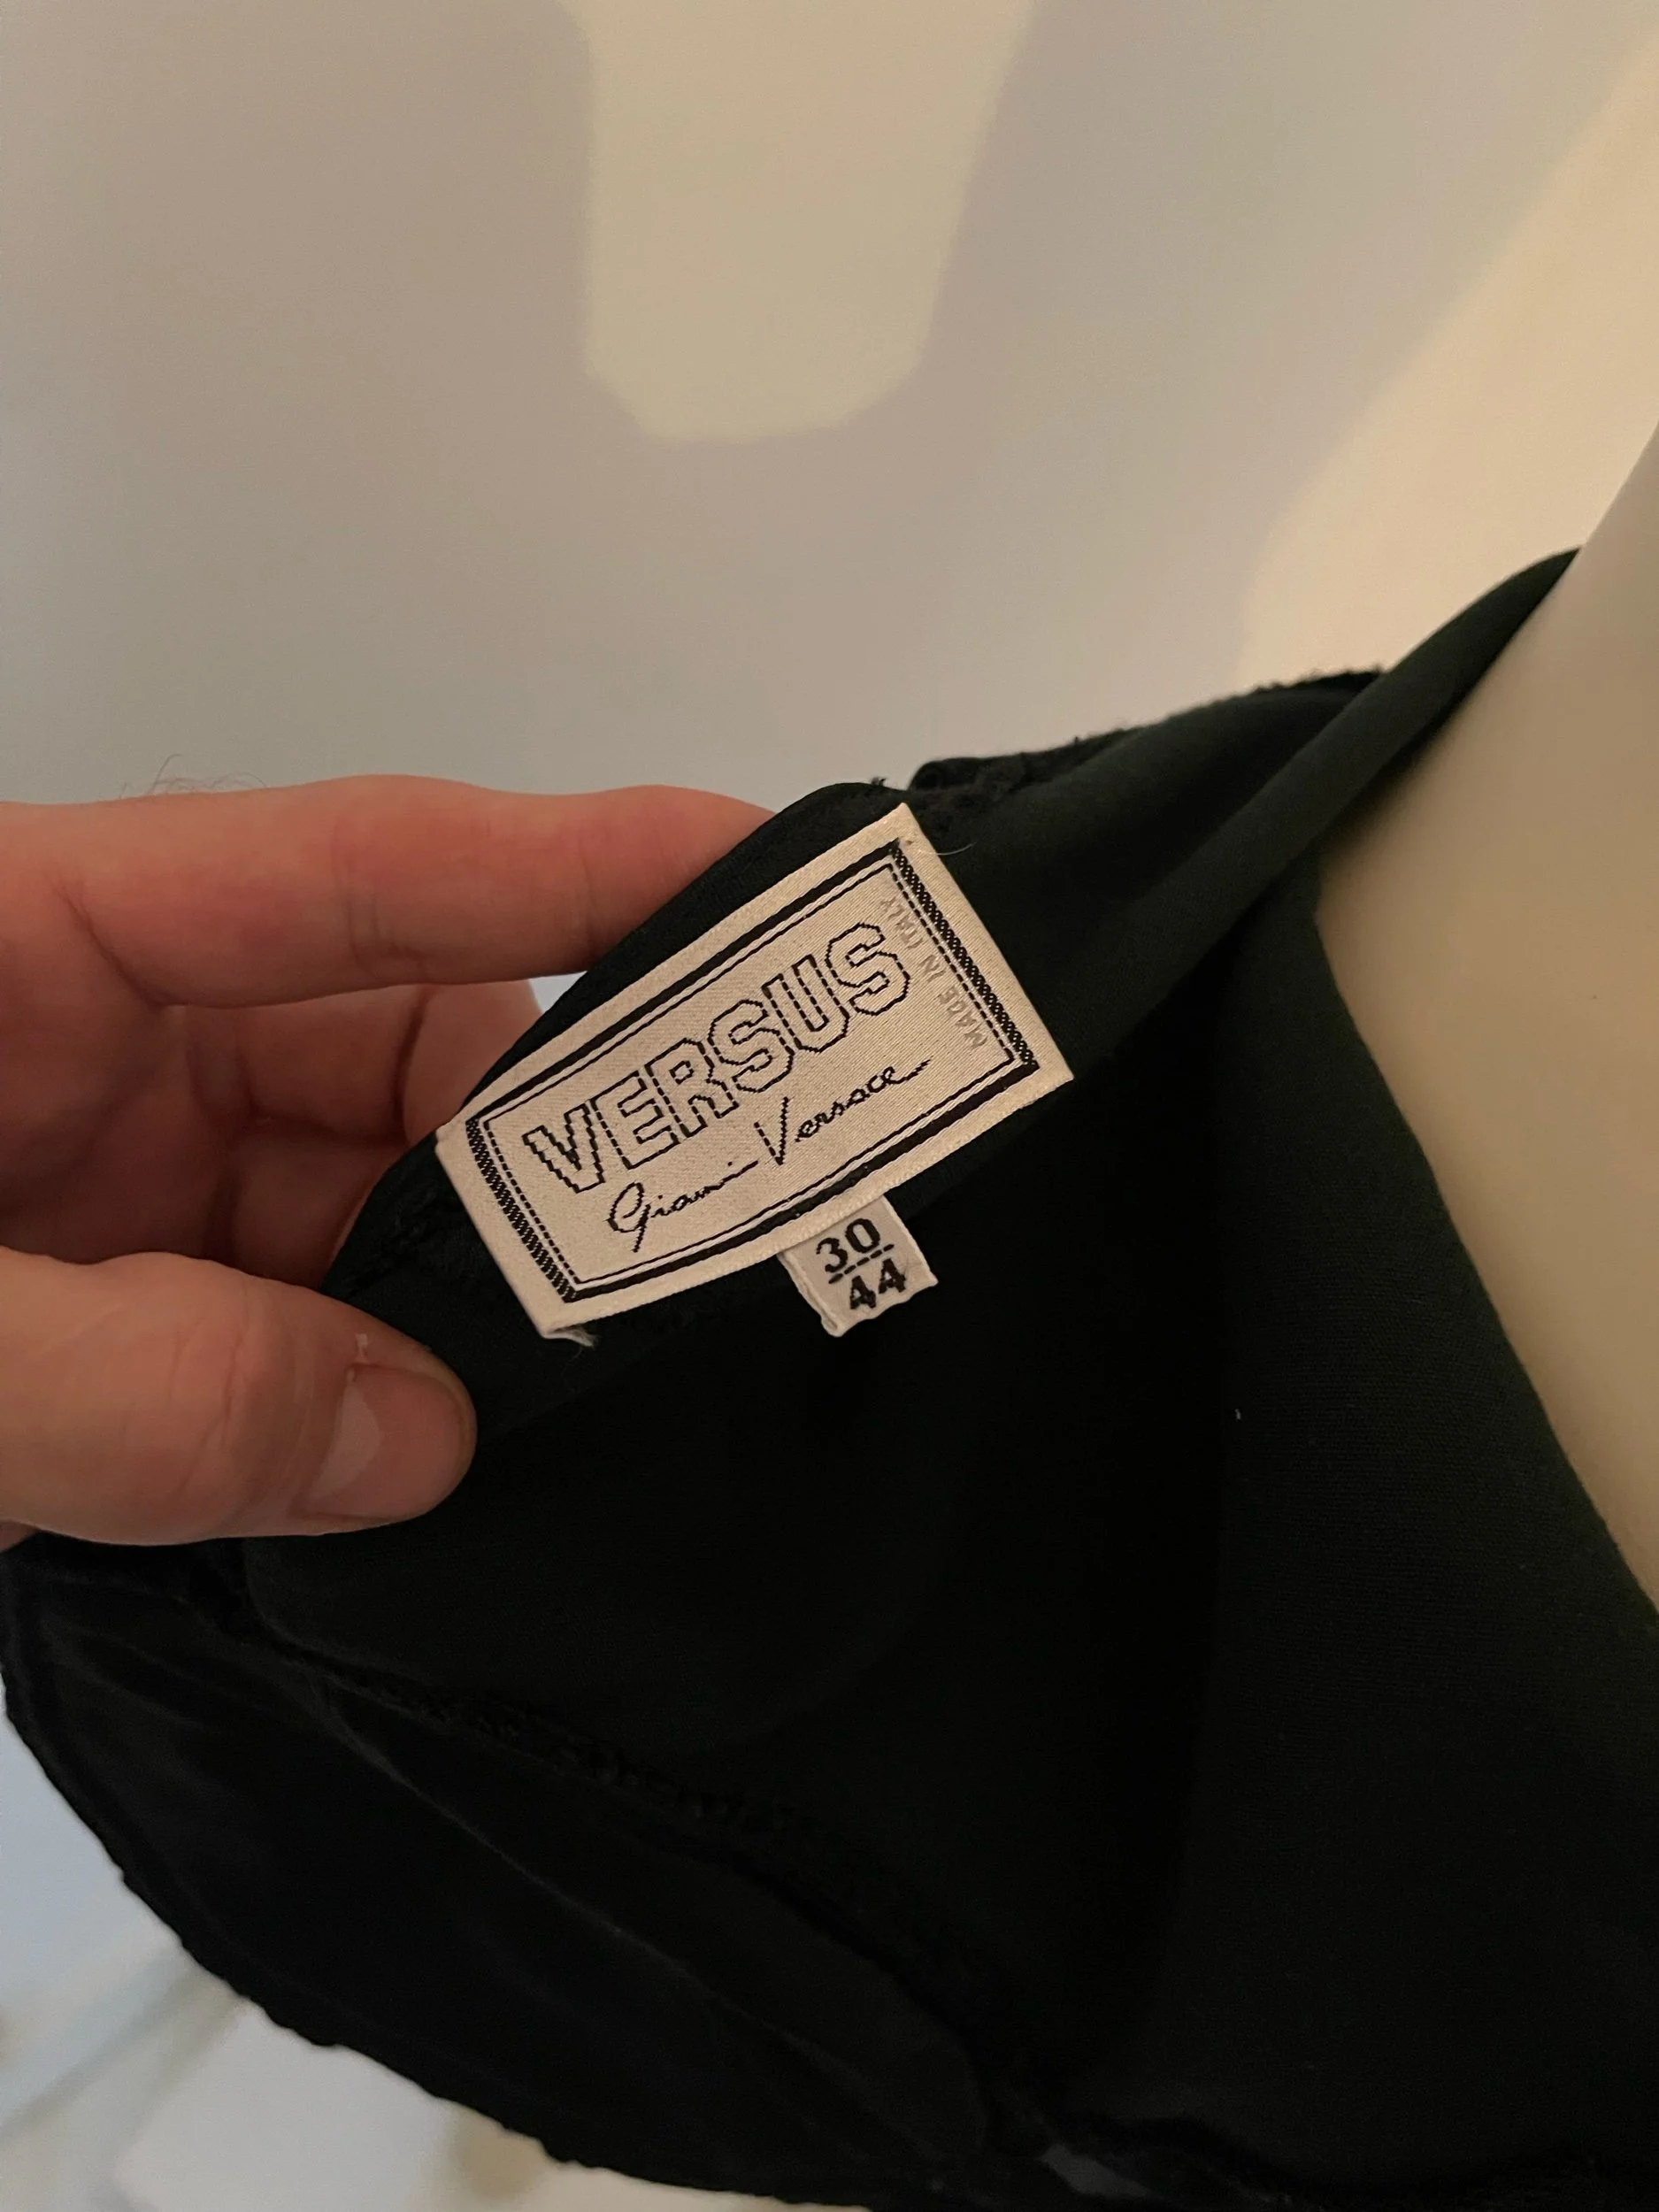 VERSUS
Gianni Versace
MADE IN ITALY
30
44